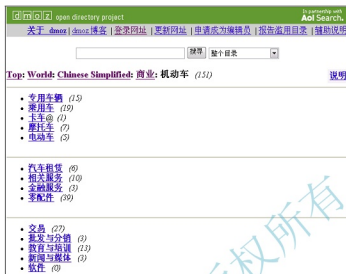 dmoz open directory project
In partnership with
Aol Search.
关于 dmoz | dmoz 博客 | 登录网址 | 更新网址 | 申请成为编辑员 | 报告滥用目录 | 辅助说明
搜寻 整个目录
Top: World: Chinese Simplified: 商业: 机动车 (151)
说明
专用车辆 (15)
乘用车 (19)
卡车@ (1)
摩托车 (7)
电动车 (5)
汽车租赁 (6)
相关服务 (10)
金融服务 (3)
零配件 (39)
交易 (27)
批发与分销 (3)
教育与培训 (13)
新闻与媒体 (3)
软件 (0)
权所有